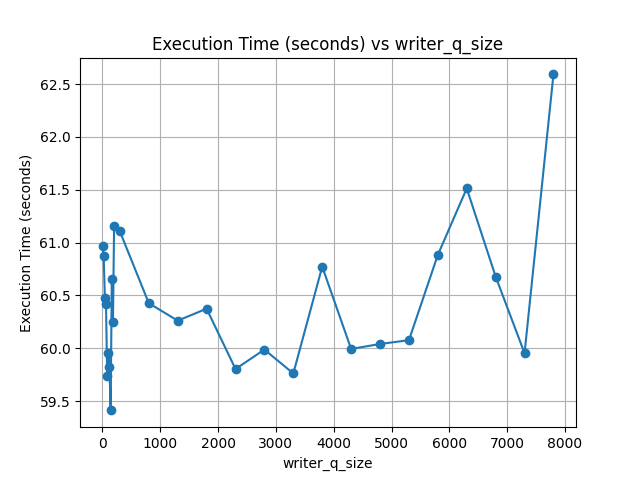 Execution Time (seconds) vs writer_q_size
62.5
62.0
61.5
61.0
60.5
60.0
59.5
Execution Time (seconds)
0 1000 2000 3000 4000 5000 6000 7000 8000
writer_q_size